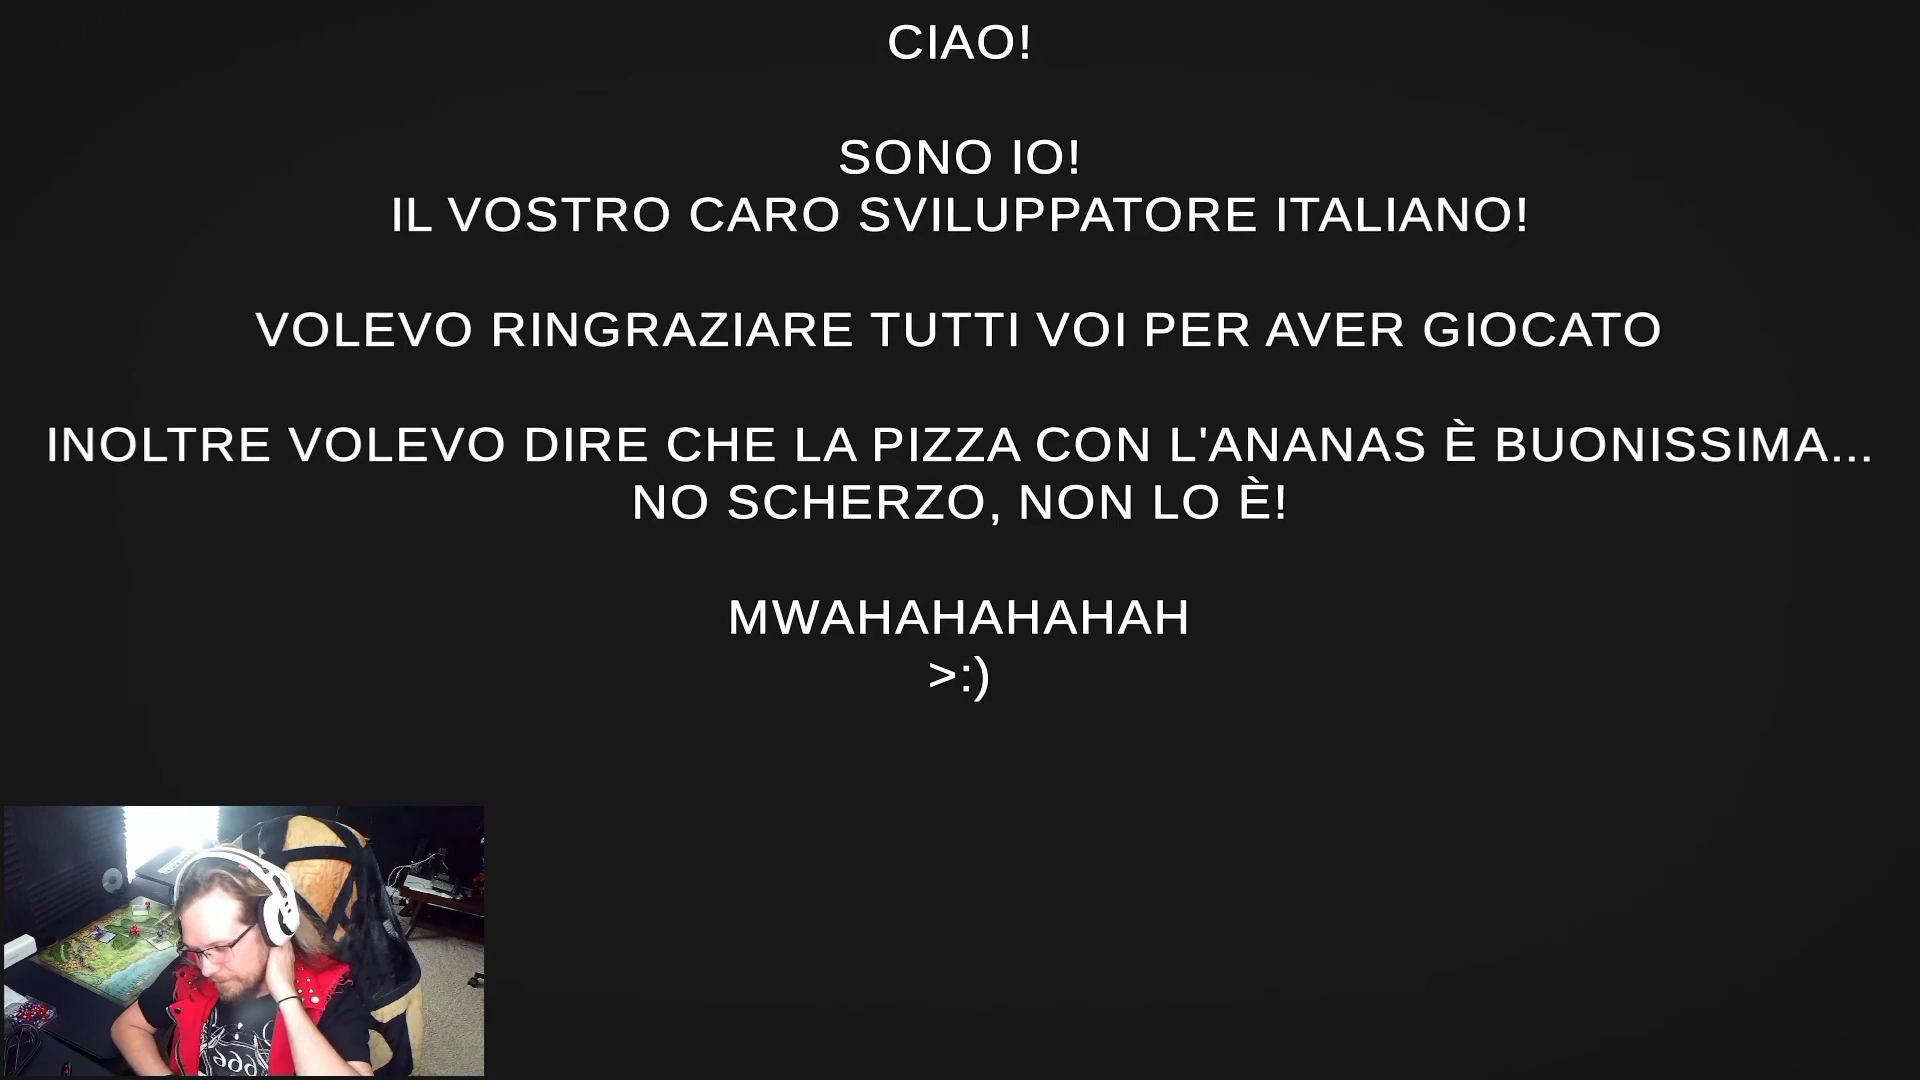 CIAO!
SONO IO!
IL VOSTRO CARO SVILUPPATORE ITALIANO!
VOLEVO RINGRAZIARE TUTTI VOI PER AVER GIOCATO
INOLTRE VOLEVO DIRE CHE LA PIZZA CON L'ANANAS È BUONISSIMA...
NO SCHERZO, NON LO È!
MWAHAHAHAHAH
>:)